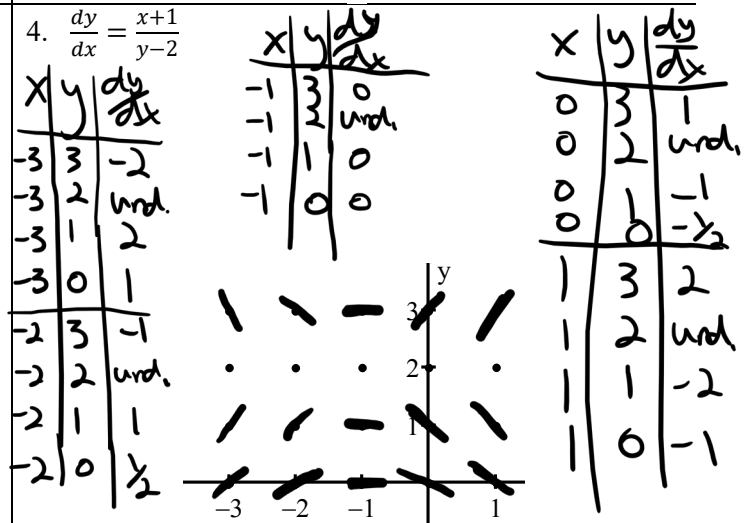 4. dy/dx = x+1/y−2
x y dy/dx
-3 3 -2
-3 2 und.
-3 1 2
-3 0 1
-2 3 -1
-2 2 und.
-2 1 1
-2 0 1/2
x y dy/dx
-1 3 0
-1 2 und.
-1 1 0
-1 0 0
x y dy/dx
0 3 1
0 2 und.
0 1 -1
0 0 -1/2
1 3 2
1 2 und.
1 1 -2
1 0 -1
y
3
2
1
−3 −2 −1 1